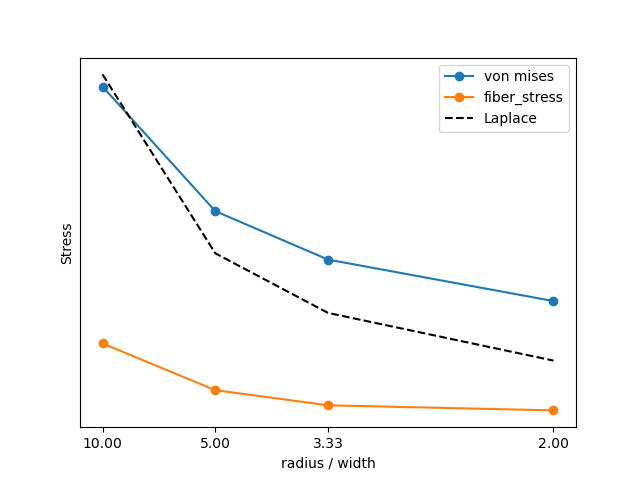 von mises
fiber_stress
Laplace
Stress
10.00
5.00
3.33
2.00
radius / width